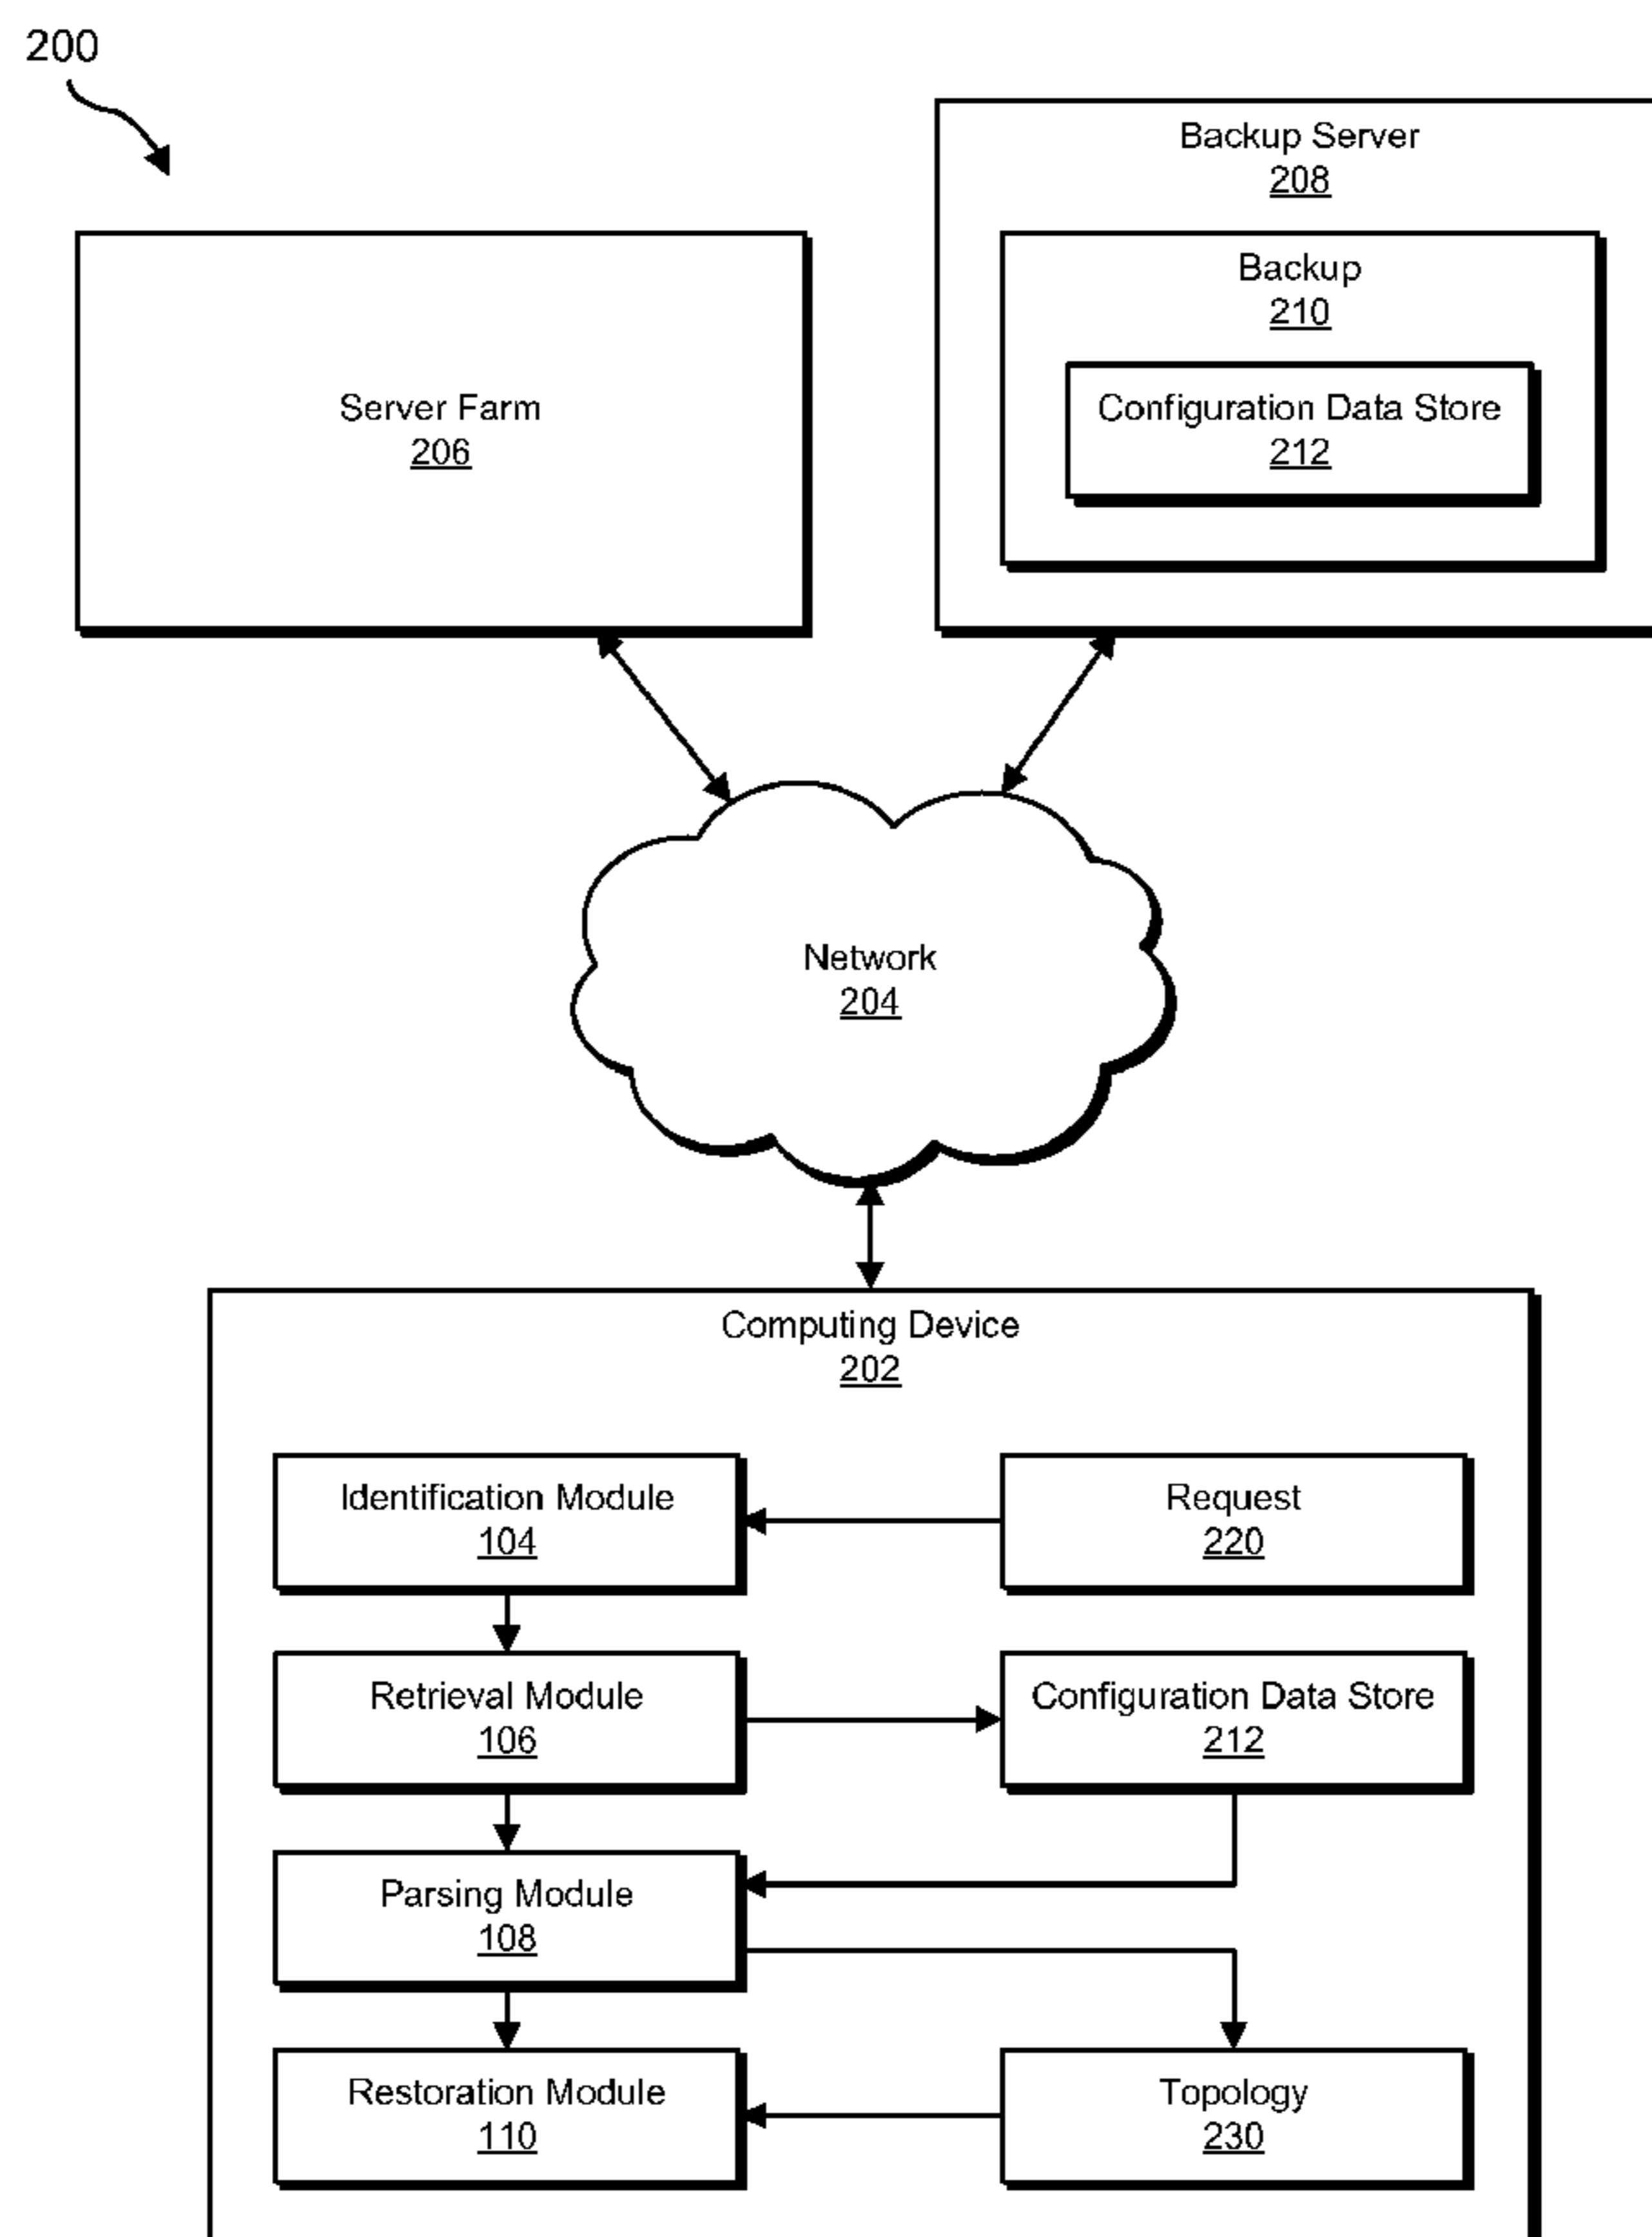 200
Backup Server
208
Backup
210
Configuration Data Store
212
Server Farm
206
Network
204
Computing Device
202
Identification Module
104
Request
220
Retrieval Module
106
Configuration Data Store
212
Parsing Module
108
Restoration Module
110
Topology
230